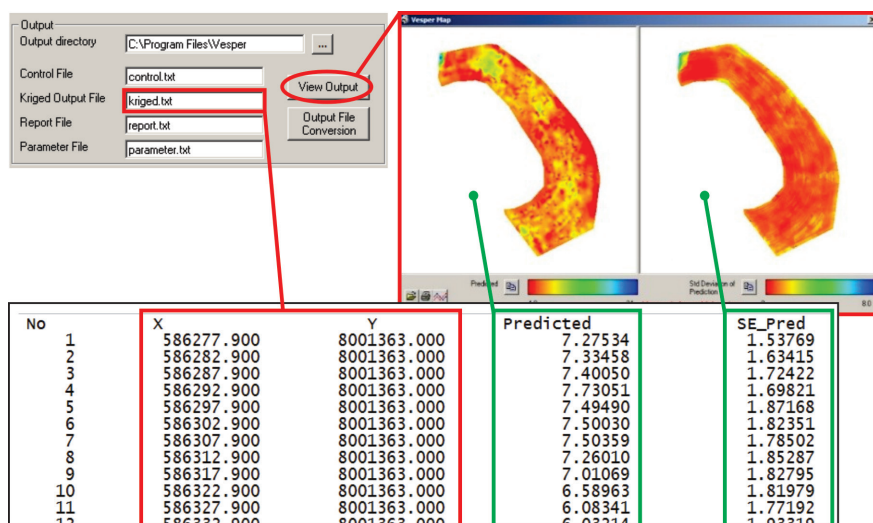 Output
Output directory C:\Program Files\Vesper ...
Control File control.txt
Kriged Output File kriged.txt
Report File report.txt
Parameter File parameter.txt
View Output
Output File
Conversion
Vesper Map
Predicted
Std Deviation of
Prediction
8.0
No X Y Predicted SE_Pred
1 586277.900 8001363.000 7.27534 1.53769
2 586282.900 8001363.000 7.33458 1.63415
3 586287.900 8001363.000 7.40050 1.72422
4 586292.900 8001363.000 7.73051 1.69821
5 586297.900 8001363.000 7.49490 1.87168
6 586302.900 8001363.000 7.50030 1.82351
7 586307.900 8001363.000 7.50359 1.78502
8 586312.900 8001363.000 7.26010 1.85287
9 586317.900 8001363.000 7.01069 1.82795
10 586322.900 8001363.000 6.58963 1.81979
11 586327.900 8001363.000 6.08341 1.77192
12 586332.900 8001363.000